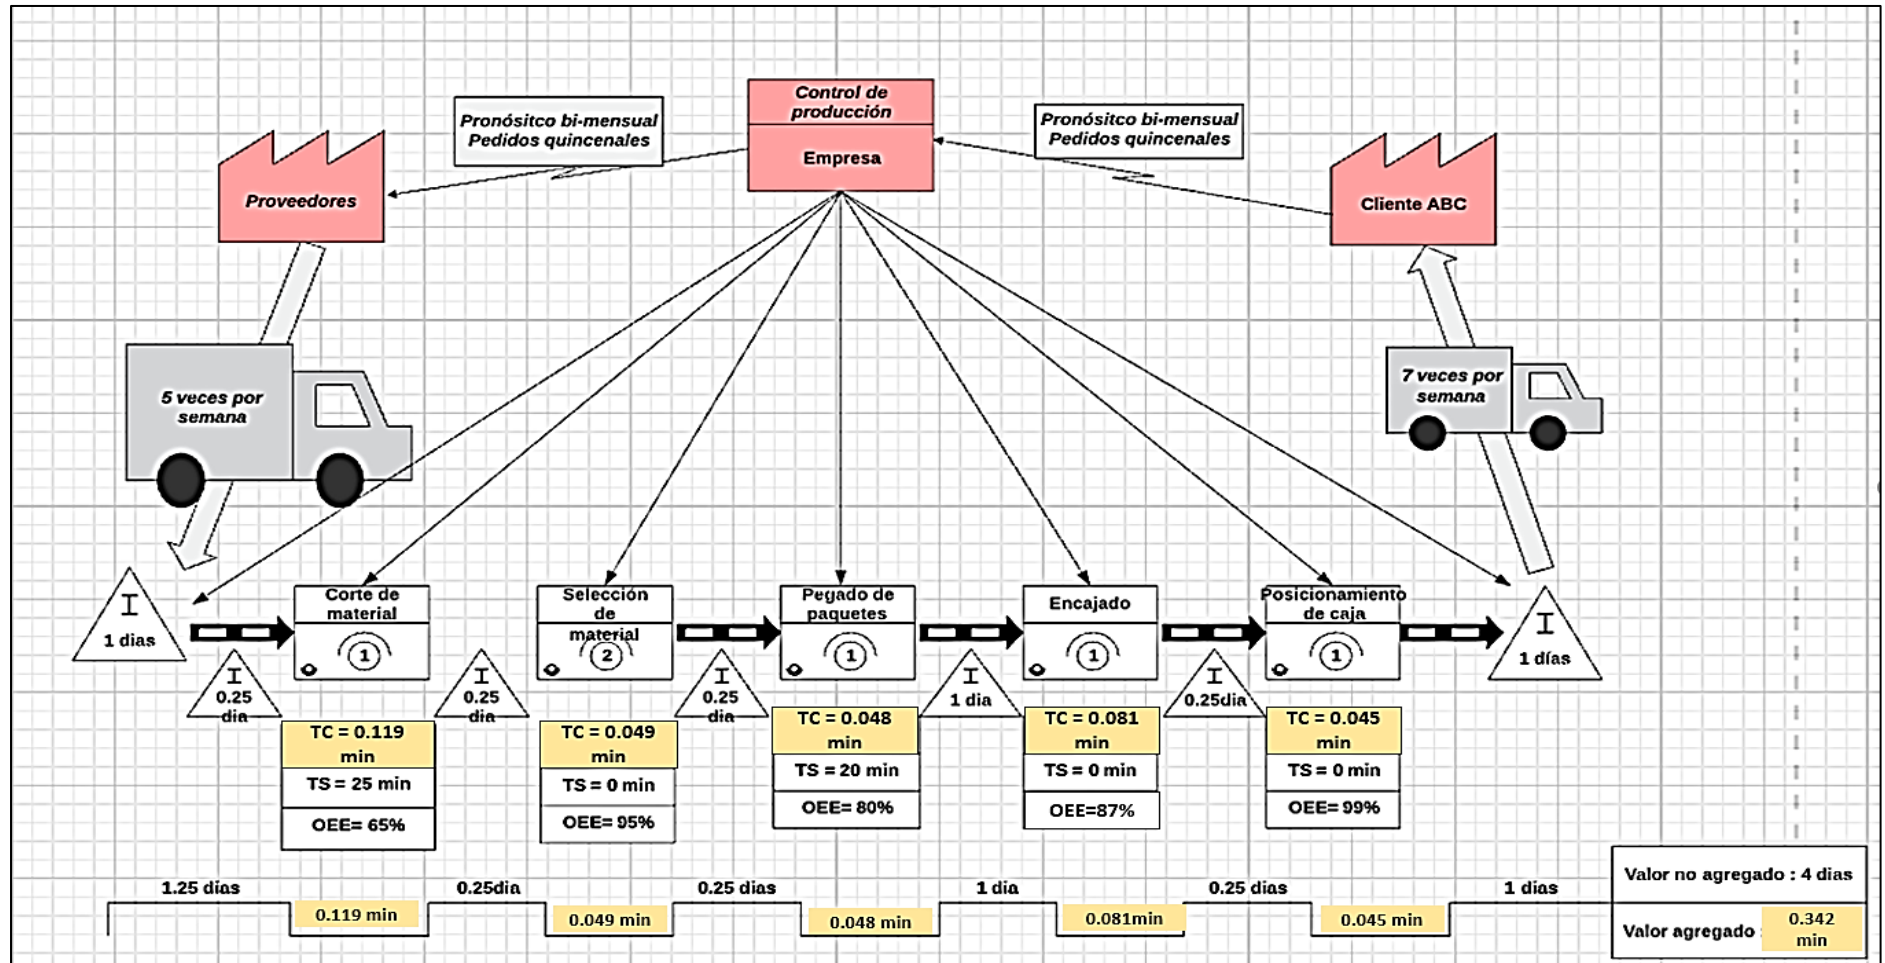 Control de
producción
Empresa
Pronósitco bi-mensual
Pedidos quincenales
Pronósitco bi-mensual
Pedidos quincenales
Proveedores
Cliente ABC
5 veces por
semana
7 veces por
semana
I
1 dias
Corte de
material
1
Selección
de
material
2
Pegado de
paquetes
1
Encajado
1
Posicionamiento
de caja
1
I
1 días
I
0.25
dia
I
0.25
dia
I
0.25
dia
I
1 dia
I
0.25dia
TC = 0.119
min
TS = 25 min
OEE= 65%
TC = 0.049
min
TS = 0 min
OEE= 95%
TC = 0.048
min
TS = 20 min
OEE= 80%
TC = 0.081
min
TS = 0 min
OEE=87%
TC = 0.045
min
TS = 0 min
OEE= 99%
1.25 dias
0.25dia
0.25 dias
1 dia
0.25 dias
1 dias
0.119 min
0.049 min
0.048 min
0.081min
0.045 min
Valor no agregado : 4 dias
Valor agregado :
0.342
min